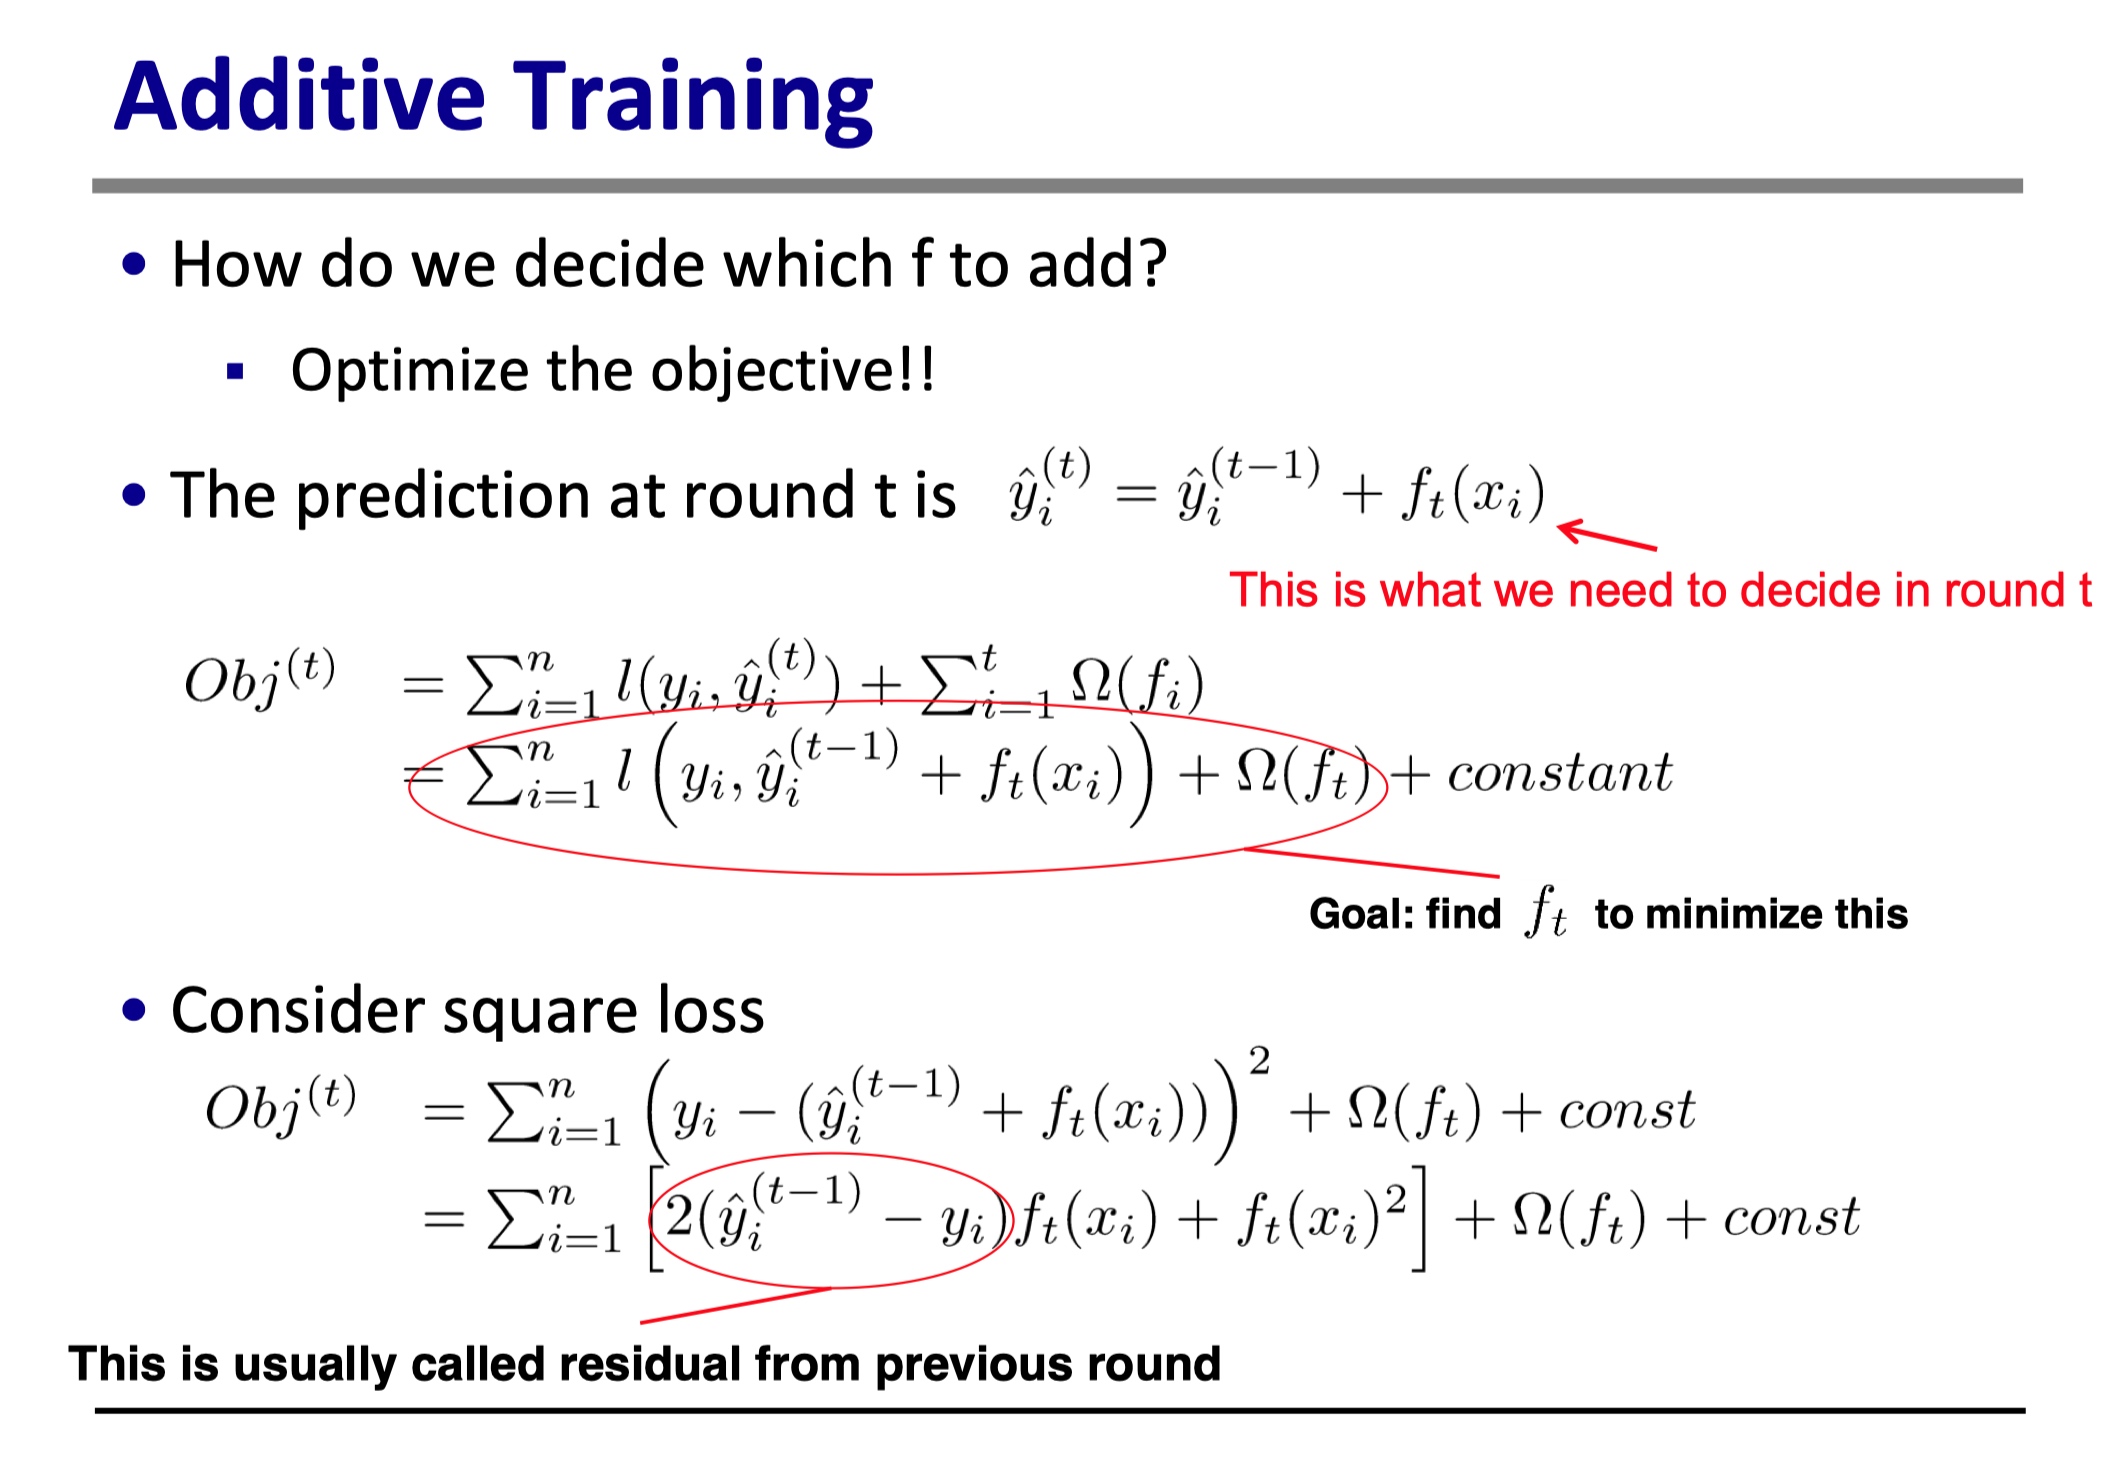 Additive Training
• How do we decide which f to add?
▪ Optimize the objective!!
• The prediction at round t is $\hat{y}_i^{(t)} = \hat{y}_i^{(t-1)} + f_t(x_i)$
This is what we need to decide in round t
$Obj^{(t)} = \sum_{i=1}^{n} l(y_i, \hat{y}_i^{(t)}) + \sum_{i=1}^{t} \Omega(f_i)$
$= \sum_{i=1}^{n} l\left(y_i, \hat{y}_i^{(t-1)} + f_t(x_i)\right) + \Omega(f_t) + constant$
Goal: find $f_t$ to minimize this
• Consider square loss
$Obj^{(t)} = \sum_{i=1}^{n} \left(y_i - (\hat{y}_i^{(t-1)} + f_t(x_i))\right)^2 + \Omega(f_t) + const$
$= \sum_{i=1}^{n} \left[2(\hat{y}_i^{(t-1)} - y_i)f_t(x_i) + f_t(x_i)^2\right] + \Omega(f_t) + const$
This is usually called residual from previous round